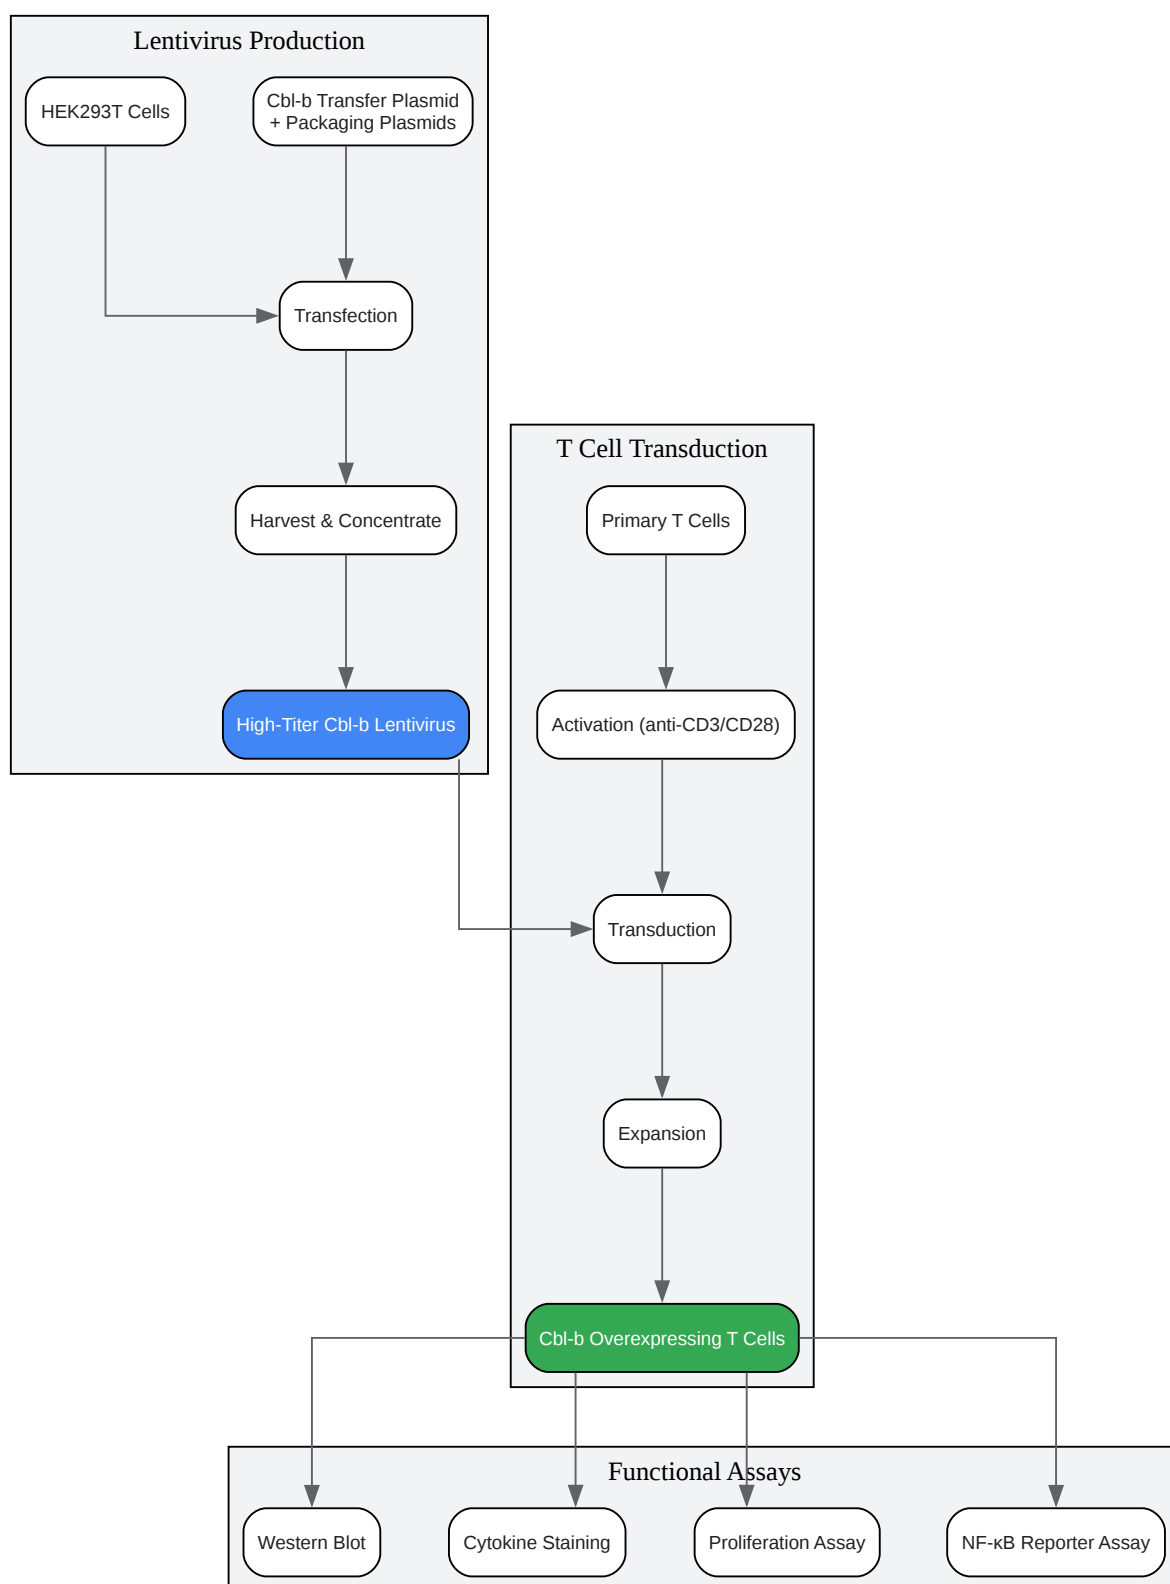 Lentivirus Production
HEK293T Cells
Cbl-b Transfer Plasmid
+ Packaging Plasmids
Transfection
Harvest & Concentrate
High-Titer Cbl-b Lentivirus
T Cell Transduction
Primary T Cells
Activation (anti-CD3/CD28)
Transduction
Expansion
Cbl-b Overexpressing T Cells
Functional Assays
Western Blot
Cytokine Staining
Proliferation Assay
NF-κB Reporter Assay